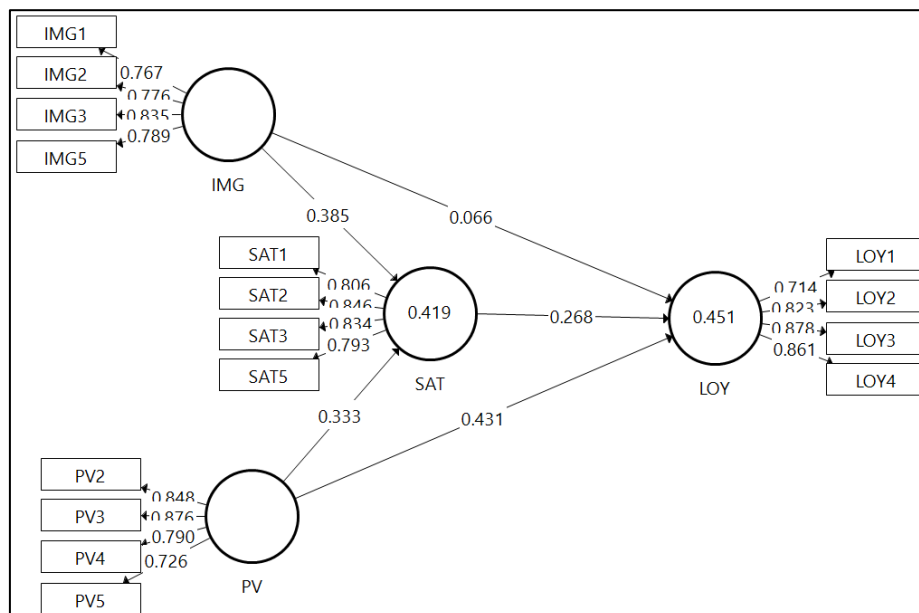 IMG1
IMG2
IMG3
IMG5
0.767
0.776
0.835
0.789
IMG
0.385
0.066
SAT1
SAT2
SAT3
SAT5
0.806
0.846
0.834
0.793
0.419
SAT
0.268
LOY1
LOY2
LOY3
LOY4
0.714
0.823
0.878
0.861
0.451
LOY
0.333
0.431
PV2
PV3
PV4
PV5
0.848
0.876
0.790
0.726
PV